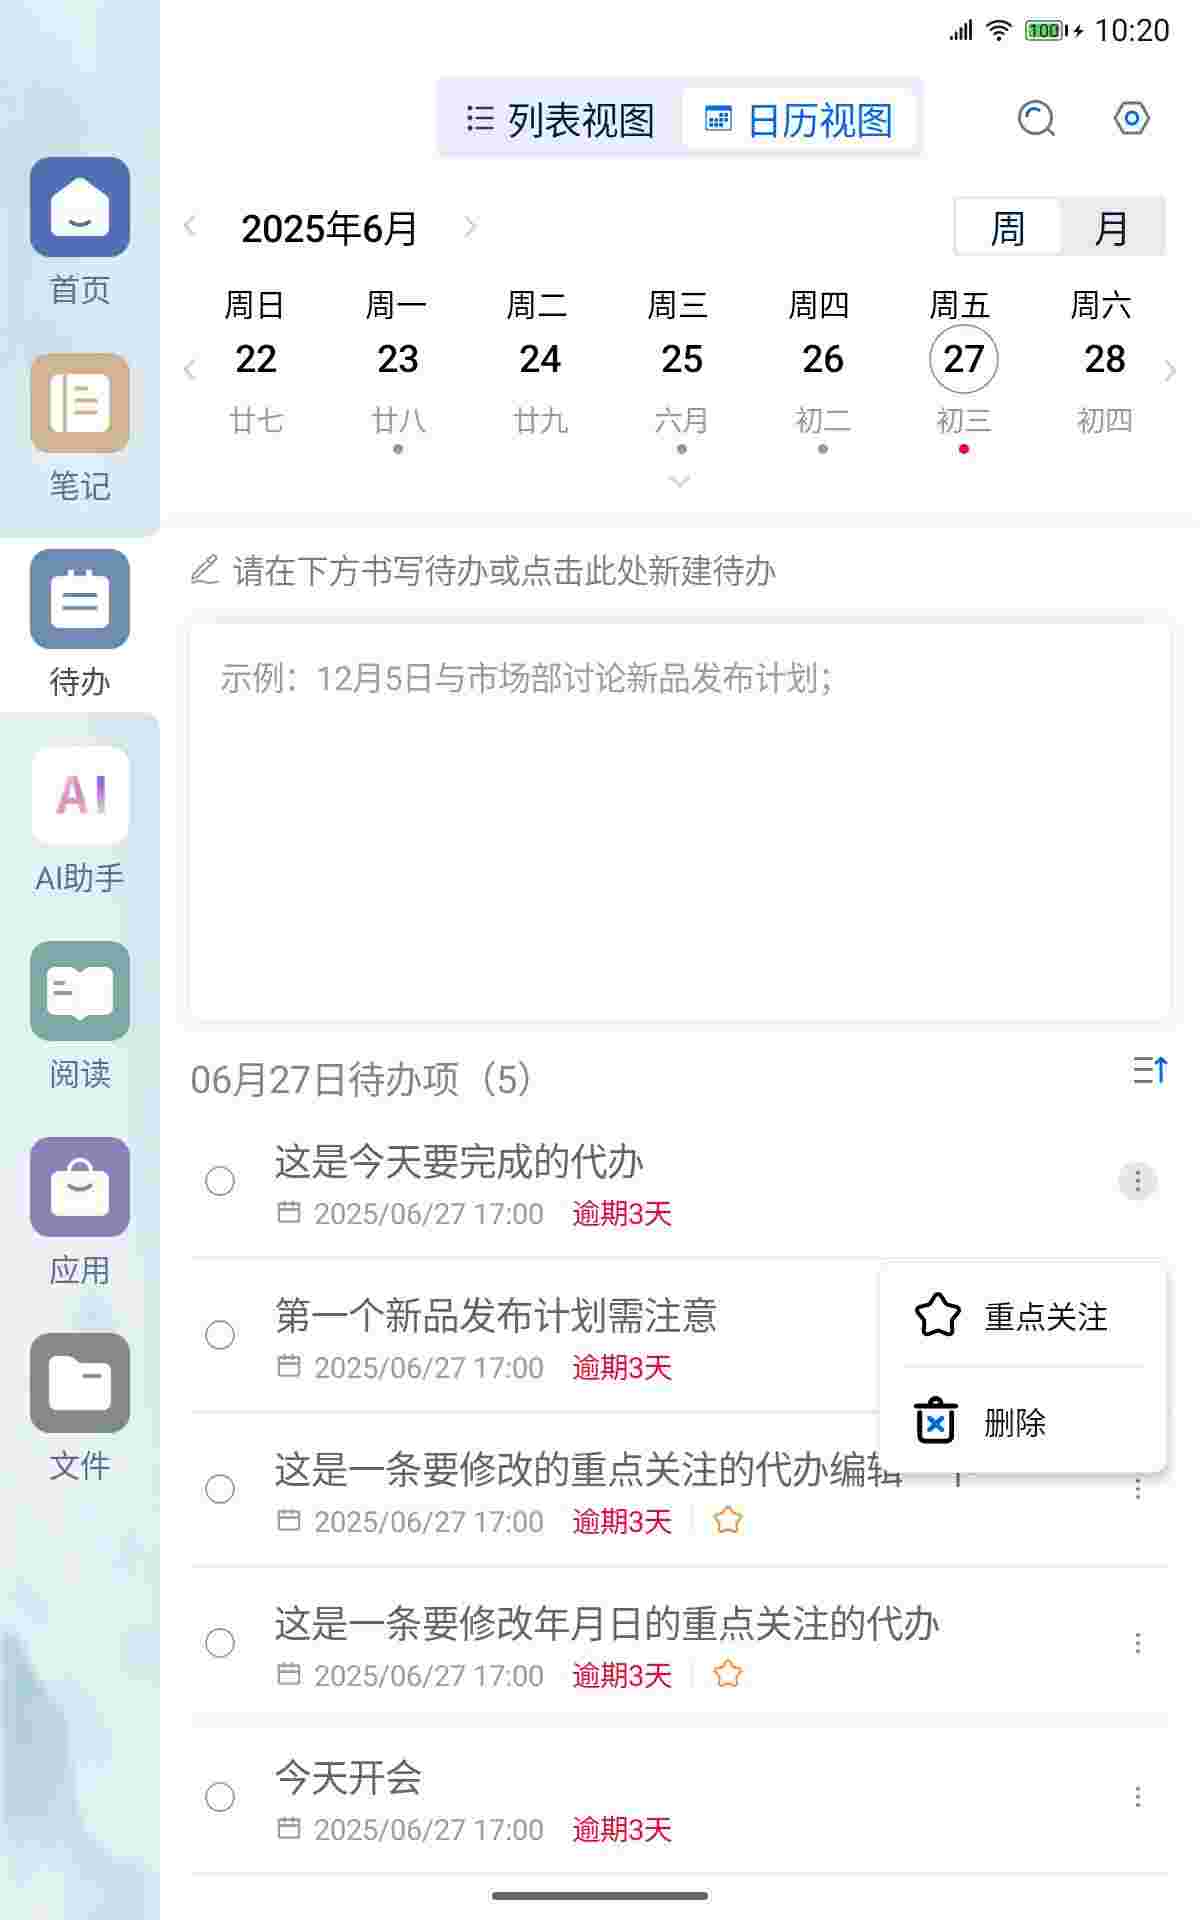 100 10:20
列表视图 日历视图
2025年6月 周 月
周日 周一 周二 周三 周四 周五 周六
22 23 24 25 26 27 28
廿七 廿八 廿九 六月 初二 初三 初四
请在下方书写待办或点击此处新建待办
示例：12月5日与市场部讨论新品发布计划；
06月27日待办项（5）
这是今天要完成的代办
2025/06/27 17:00 逾期3天
第一个新品发布计划需注意
2025/06/27 17:00 逾期3天
重点关注
删除
这是一条要修改的重点关注的代办编辑
2025/06/27 17:00 逾期3天
这是一条要修改年月日的重点关注的代办
2025/06/27 17:00 逾期3天
今天开会
2025/06/27 17:00 逾期3天
首页
笔记
待办
AI
AI助手
阅读
应用
文件